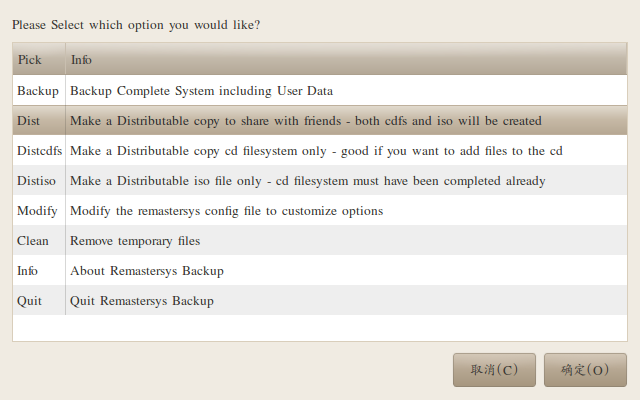 Please Select which option you would like?
Pick Info
Backup Backup Complete System including User Data
Dist Make a Distributable copy to share with friends - both cdfs and iso will be created
Distcdfs Make a Distributable copy cd filesystem only - good if you want to add files to the cd
Distiso Make a Distributable iso file only - cd filesystem must have been completed already
Modify Modify the remastersys config file to customize options
Clean Remove temporary files
Info About Remastersys Backup
Quit Quit Remastersys Backup
取消(C) 确定(O)